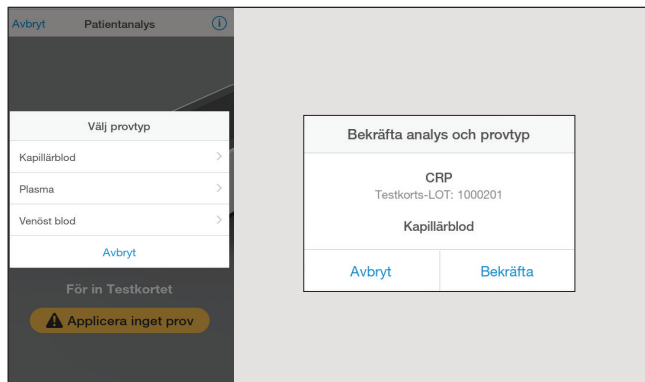 Avbryt Patientanalys
Välj provtyp
Kapillärblod
Plasma
Venöst blod
Avbryt
För in Testkortet
Applicera inget prov
Bekräfta analys och provtyp
CRP
Testkorts-LOT: 1000201
Kapillärblod
Avbryt Bekräfta